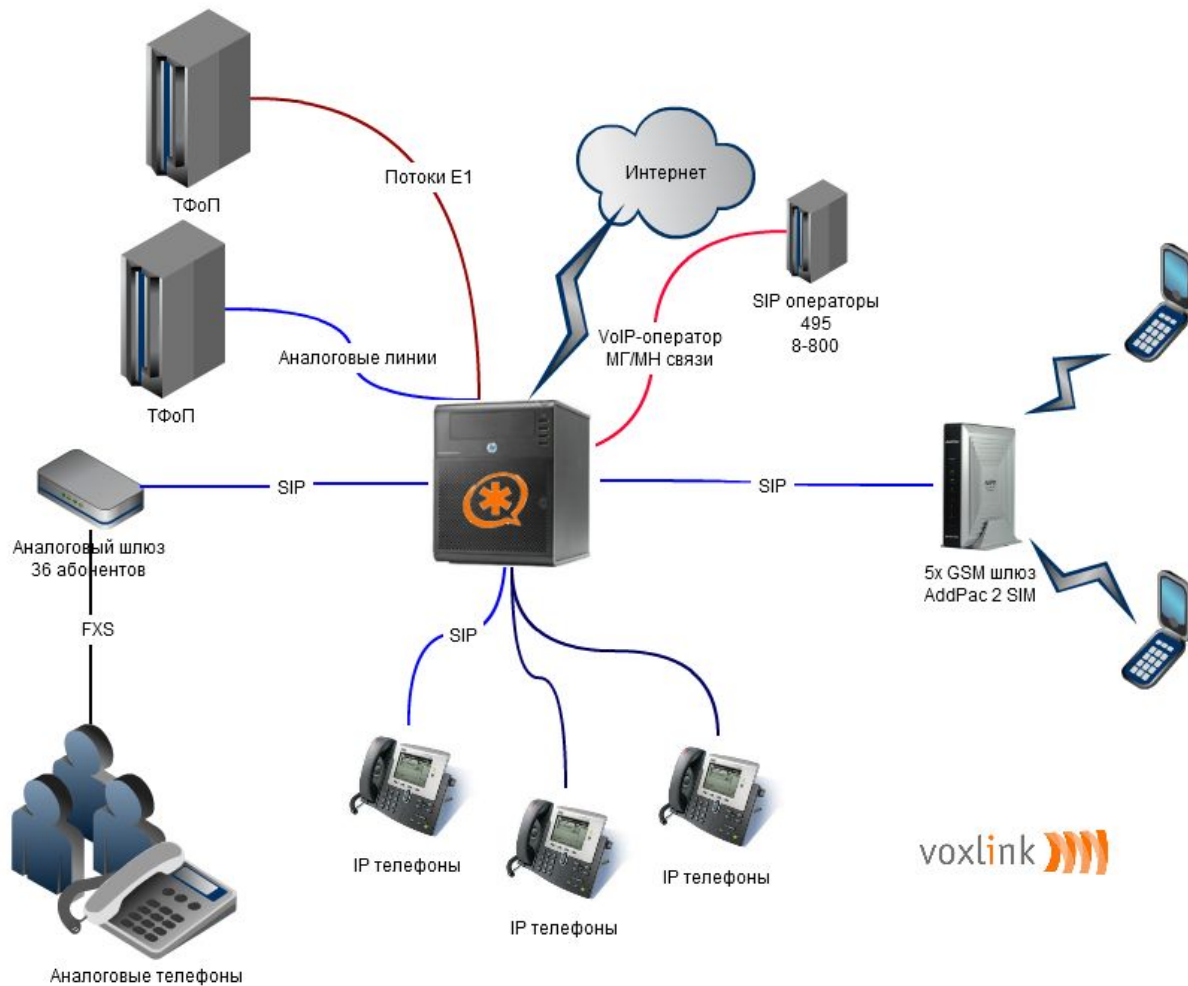 ТФоП
Потоки E1
Интернет
ТФоП
Аналоговые линии
VoIP-оператор
МГ/МН связи
SIP операторы
495
8-800
Аналоговый шлюз
36 абонентов
SIP
SIP
5x GSM шлюз
AddPac 2 SIM
FXS
SIP
IP телефоны
IP телефоны
IP телефоны
Аналоговые телефоны
voxlink